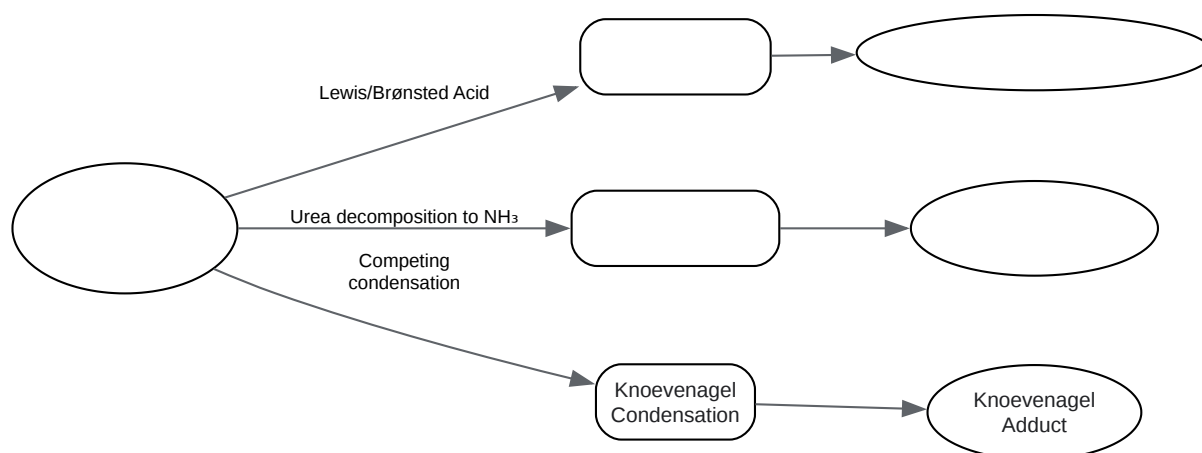 Lewis/Brønsted Acid
Urea decomposition to NH₃
Competing
condensation
Knoevenagel
Condensation
Knoevenagel
Adduct